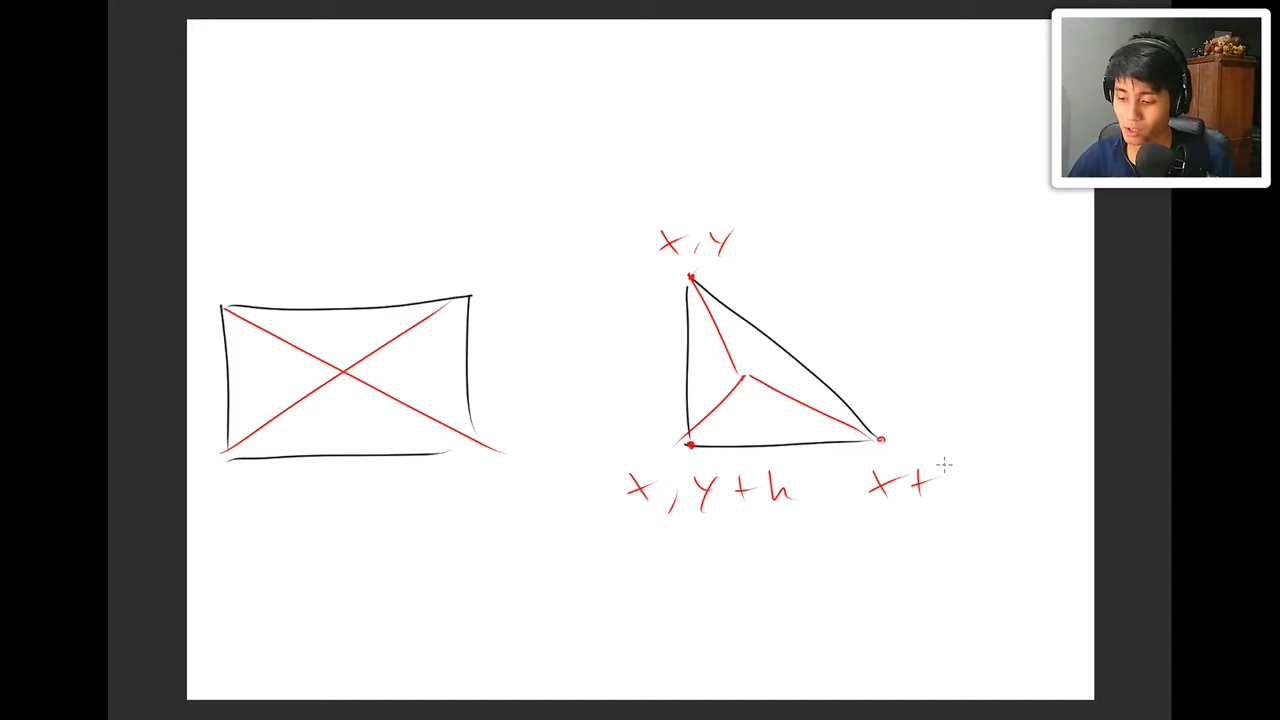 x, y
x, y+h
x+